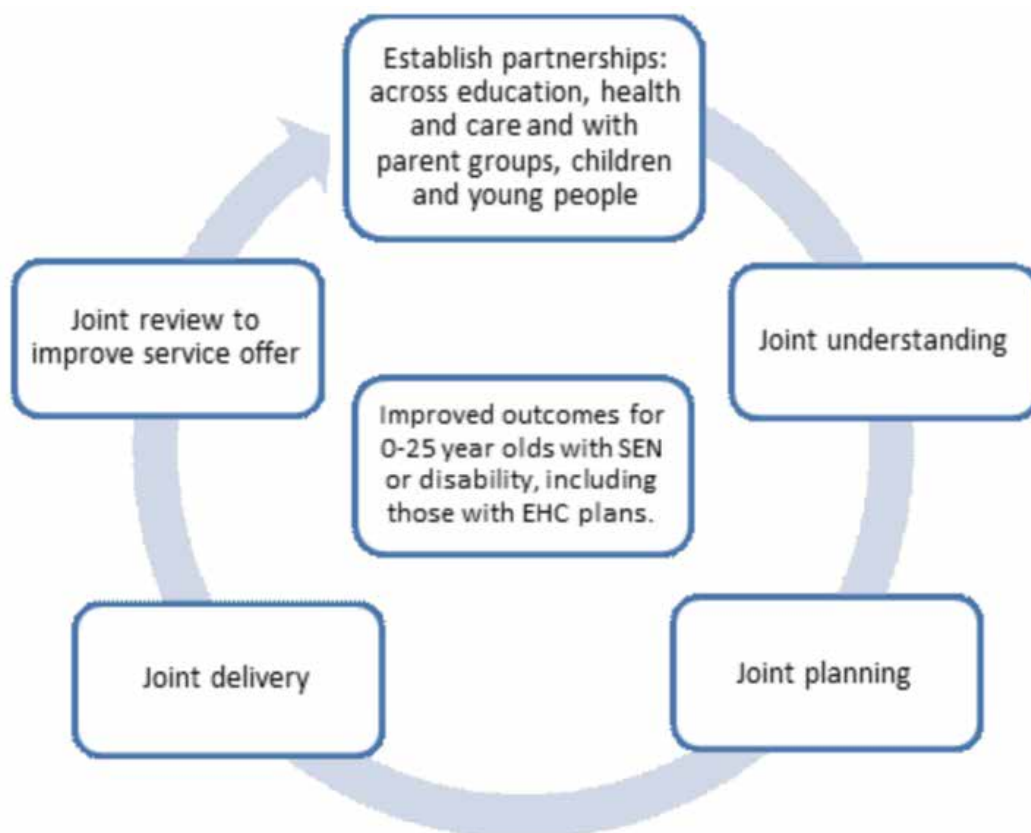 Establish partnerships:
across education, health
and care and with
parent groups, children
and young people
Joint understanding
Joint planning
Joint delivery
Joint review to
improve service offer
Improved outcomes for
0-25 year olds with SEN
or disability, including
those with EHC plans.